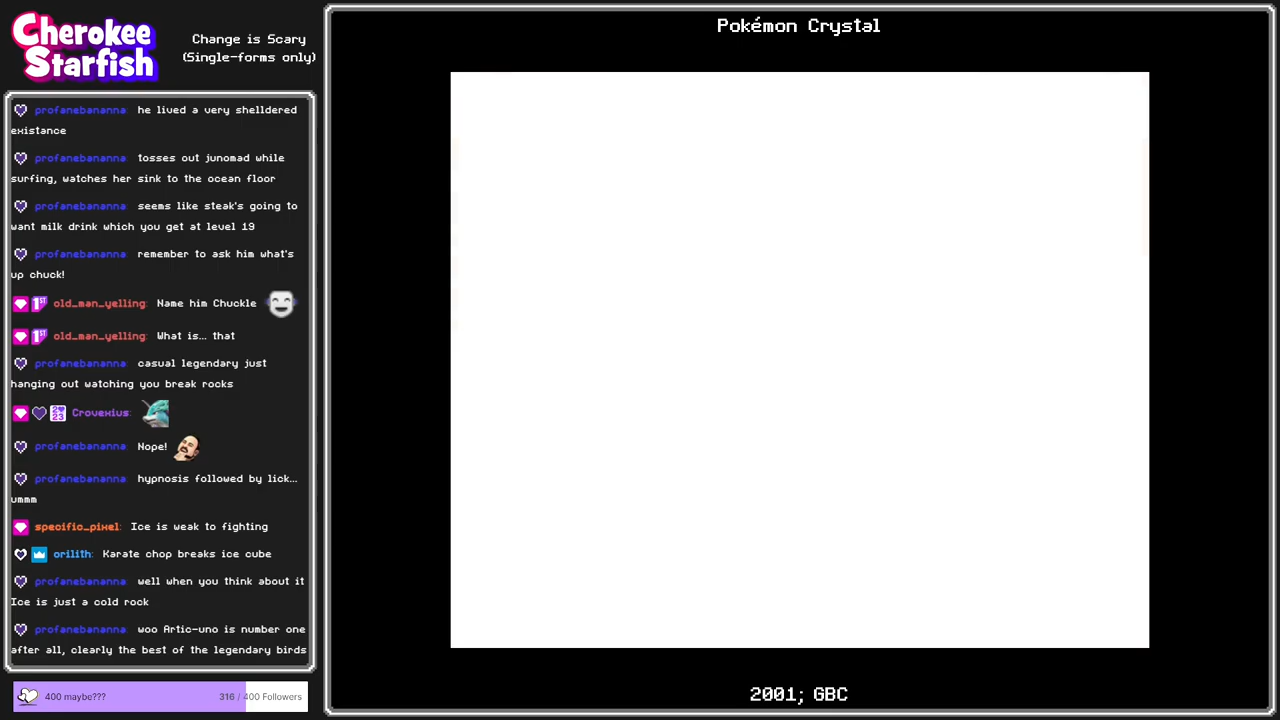 Cherokee
Starfish
Change is Scary
(Single-forms only)
Pokémon Crystal
profanebananna: he lived a very shelldered
existance
profanebananna: tosses out junomad while
surfing, watches her sink to the ocean floor
profanebananna: seems like steak's going to
want milk drink which you get at level 19
profanebananna: remember to ask him what's
up chuck!
1ST old_man_yelling: Name him Chuckle
1ST old_man_yelling: What is... that
profanebananna: casual legendary just
hanging out watching you break rocks
Crovexius:
profanebananna: Nope!
profanebananna: hypnosis followed by lick...
ummm
specific_pixel: Ice is weak to fighting
orilith: Karate chop breaks ice cube
profanebananna: well when you think about it
Ice is just a cold rock
profanebananna: woo Artic-uno is number one
after all, clearly the best of the legendary birds
400 maybe??? 316 / 400 Followers
2001; GBC